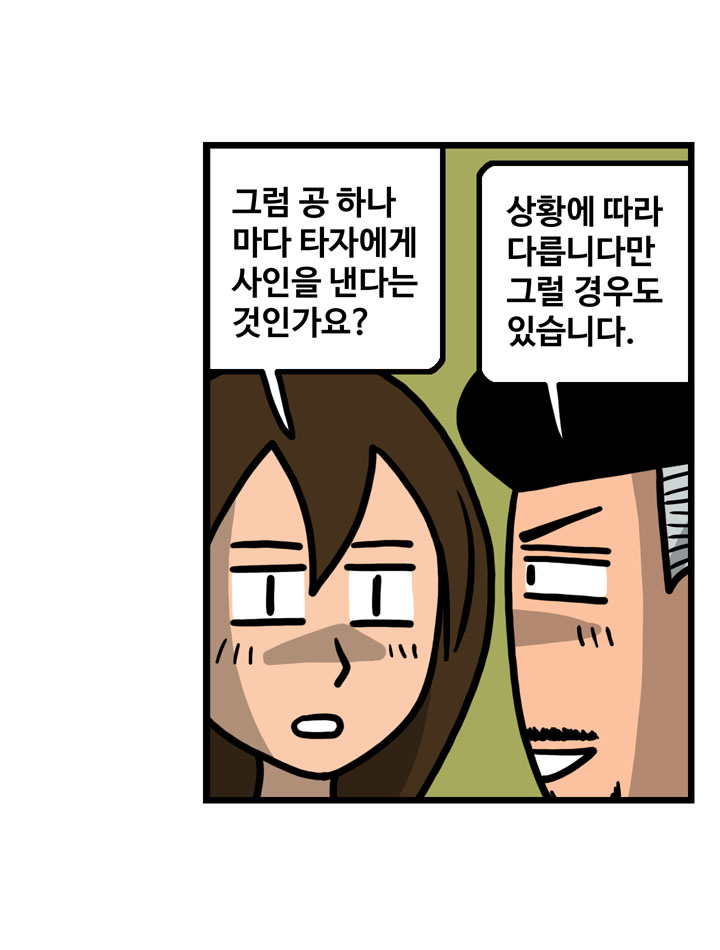 그럼 공 하나
마다 타자에게
사인을 낸다는
것인가요?
상황에 따라
다릅니다만
그럴 경우도
있습니다.